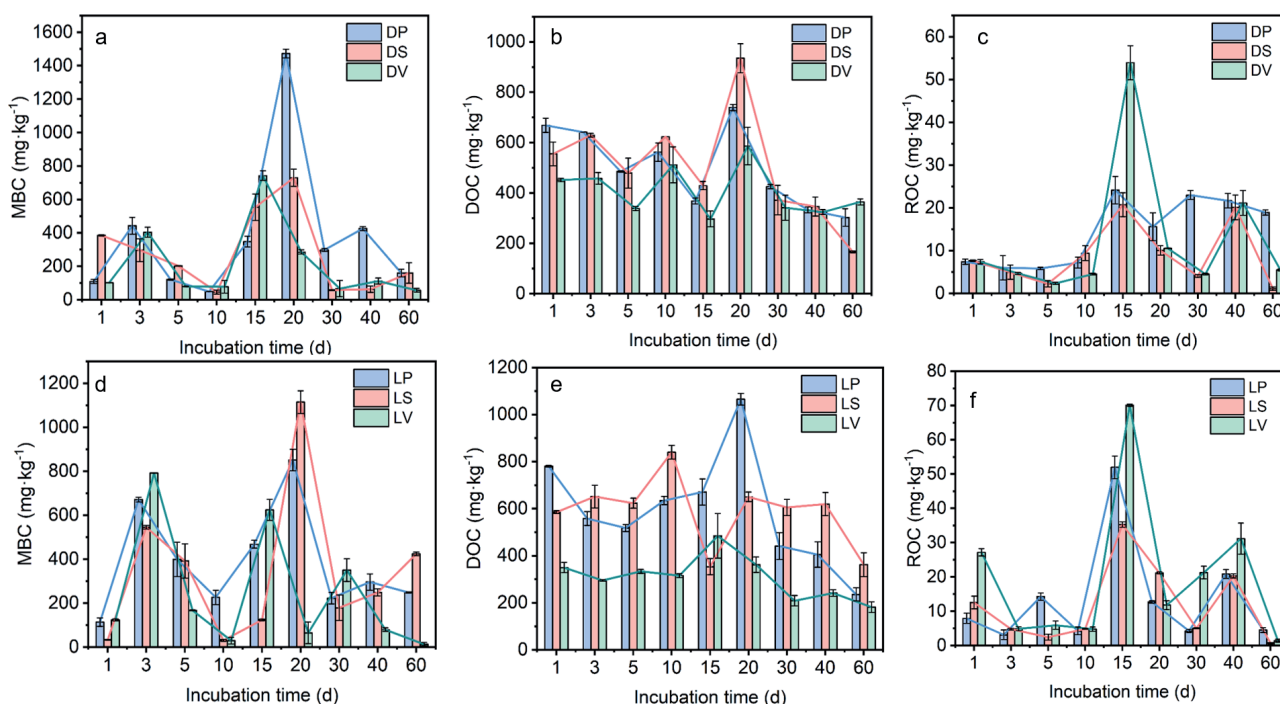 a
DP
DS
DV
MBC (mg·kg⁻¹)
1600
1400
1200
1000
800
600
400
200
0
1 3 5 10 15 20 30 40 60
Incubation time (d)
b
DP
DS
DV
DOC (mg·kg⁻¹)
1000
800
600
400
200
0
1 3 5 10 15 20 30 40 60
Incubation time (d)
c
DP
DS
DV
ROC (mg·kg⁻¹)
60
50
40
30
20
10
0
1 3 5 10 15 20 30 40 60
Incubation time (d)
d
LP
LS
LV
MBC (mg·kg⁻¹)
1200
1000
800
600
400
200
0
1 3 5 10 15 20 30 40 60
Incubation time (d)
e
LP
LS
LV
DOC (mg·kg⁻¹)
1200
1000
800
600
400
200
0
1 3 5 10 15 20 30 40 60
Incubation time (d)
f
LP
LS
LV
ROC (mg·kg⁻¹)
80
70
60
50
40
30
20
10
0
1 3 5 10 15 20 30 40 60
Incubation time (d)